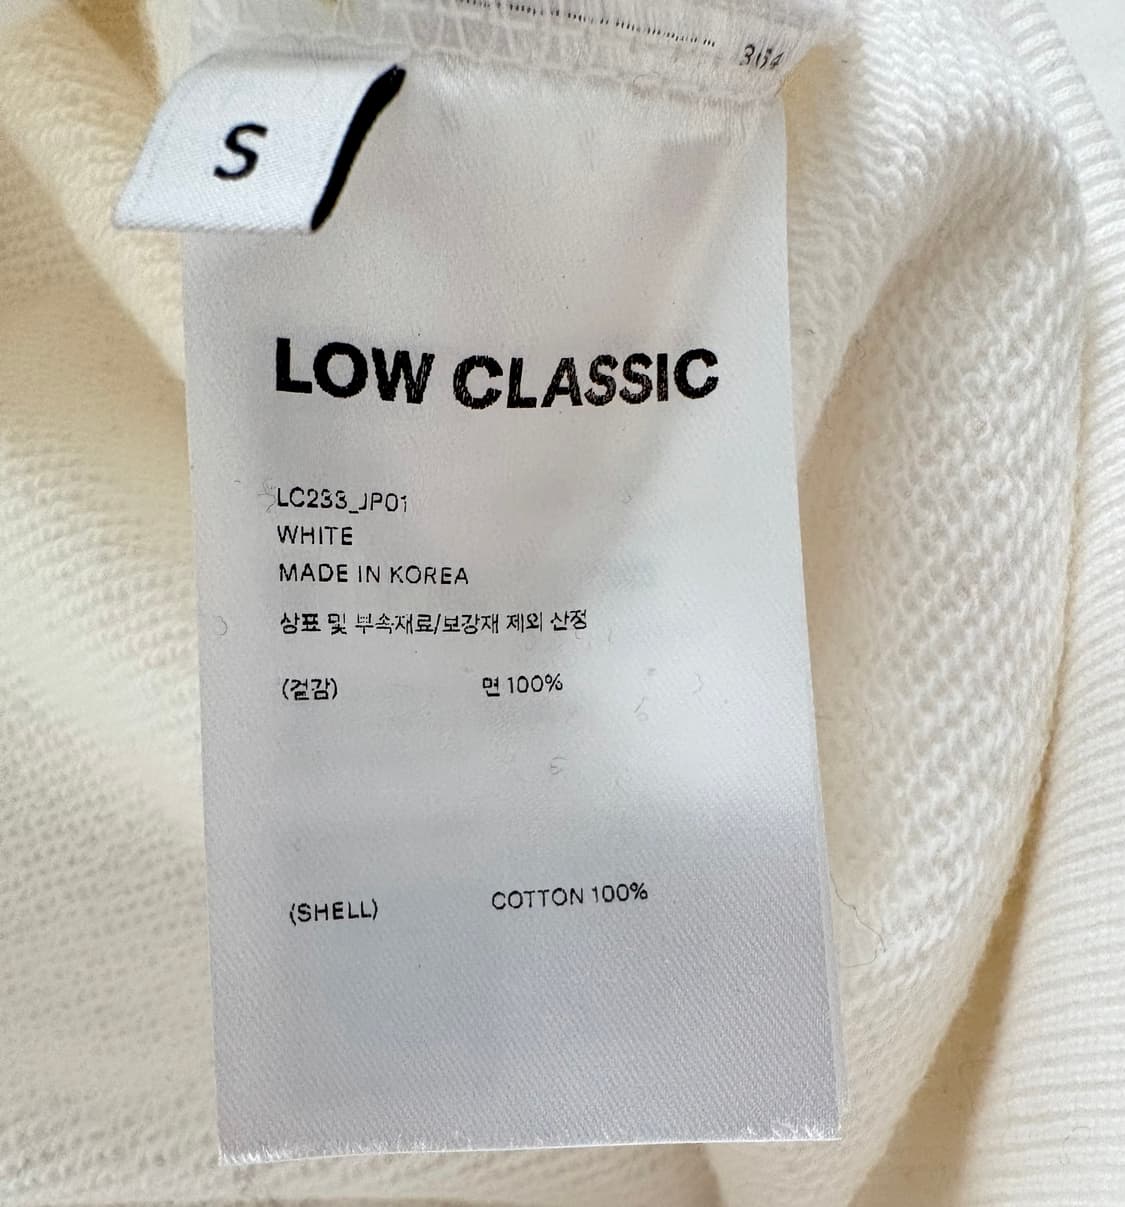 S
LOW CLASSIC
LC233_JP01
WHITE
MADE IN KOREA
상표 및 부속재료/보강재 제외 산정
(겉감) 면 100%
(SHELL) COTTON 100%